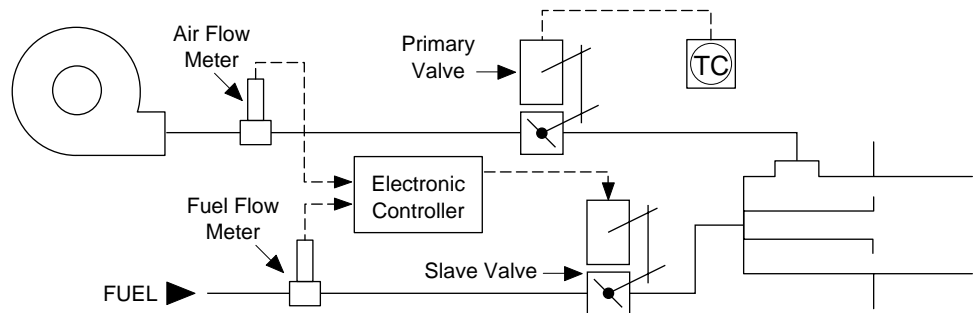 Air Flow
Meter
Primary
Valve
TC
Electronic
Controller
Fuel Flow
Meter
Slave Valve
FUEL